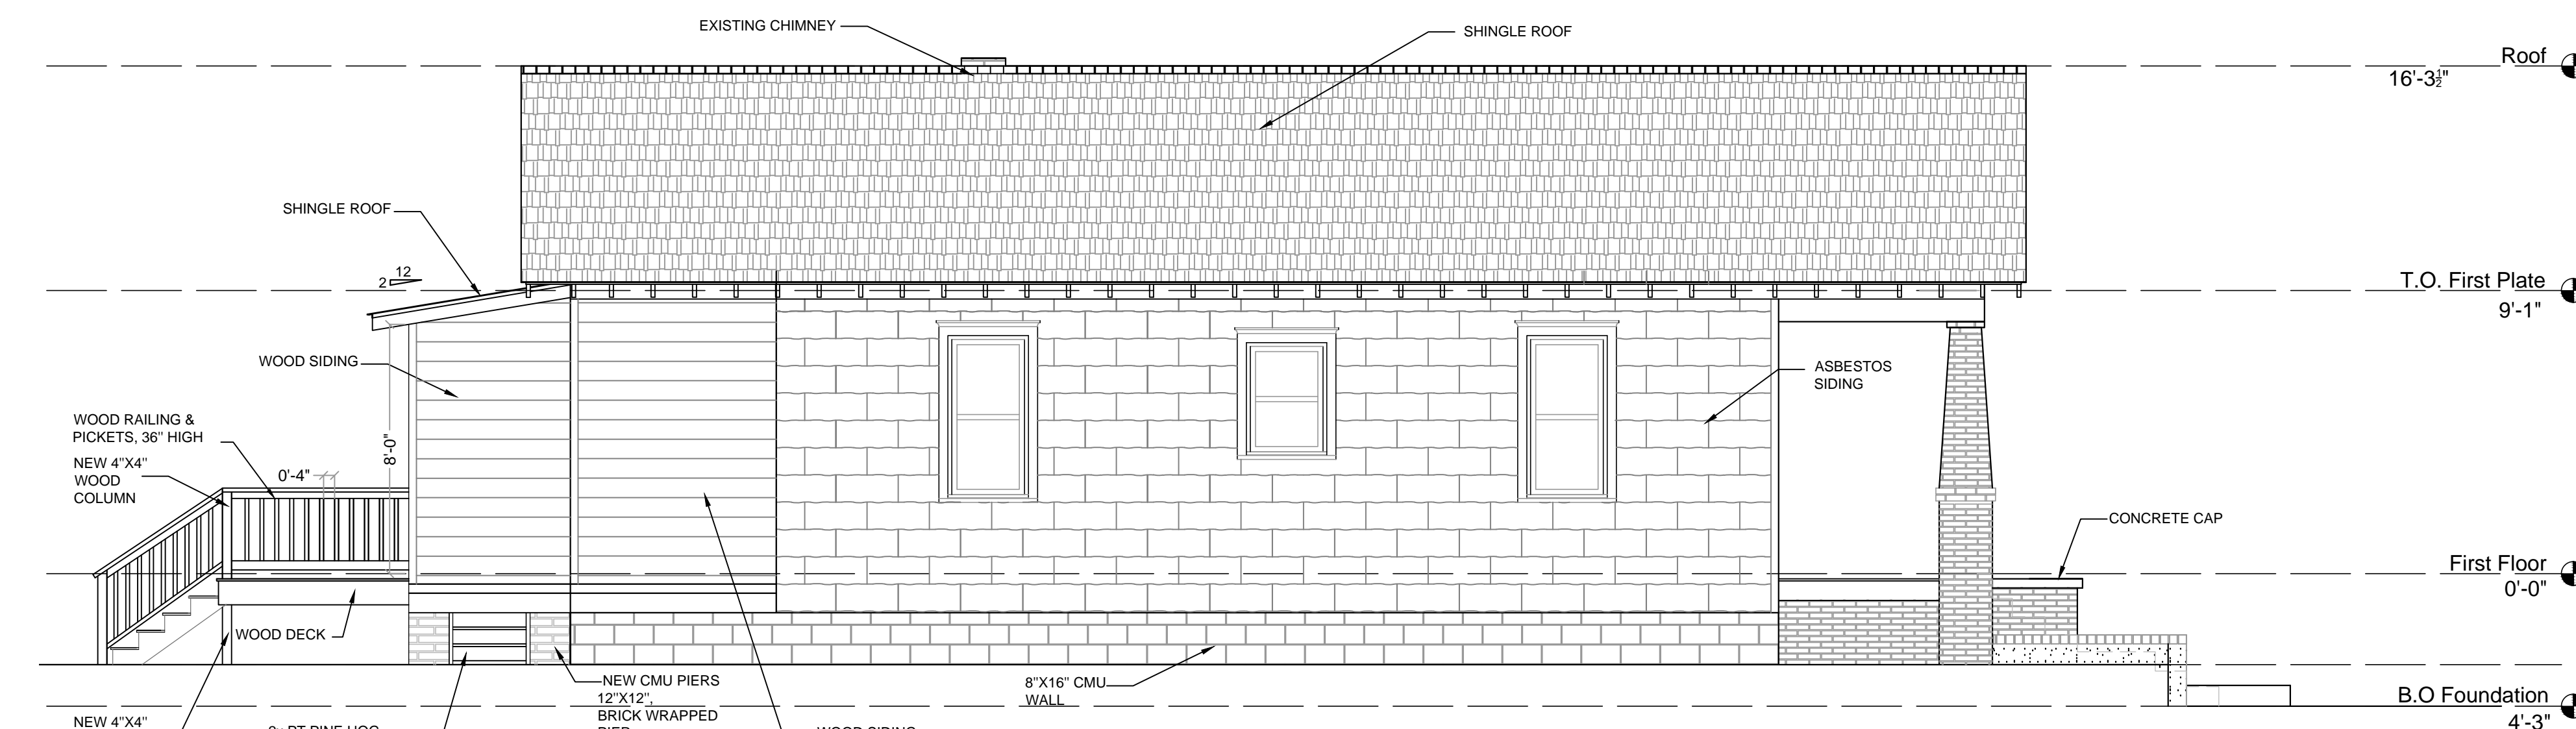 EXISTING CHIMNEY
SHINGLE ROOF
Roof
16'-3½"
SHINGLE ROOF
12
2
T.O. First Plate
9'-1"
WOOD SIDING
ASBESTOS
SIDING
WOOD RAILING &
PICKETS, 36" HIGH
8'-0"
NEW 4"X4"
WOOD
COLUMN
0'-4"
CONCRETE CAP
First Floor
0'-0"
WOOD DECK
NEW CMU PIERS
12"X12",
BRICK WRAPPED
8"X16" CMU
WALL
B.O Foundation
4'-3"
NEW 4"X4"
WOOD SIDING